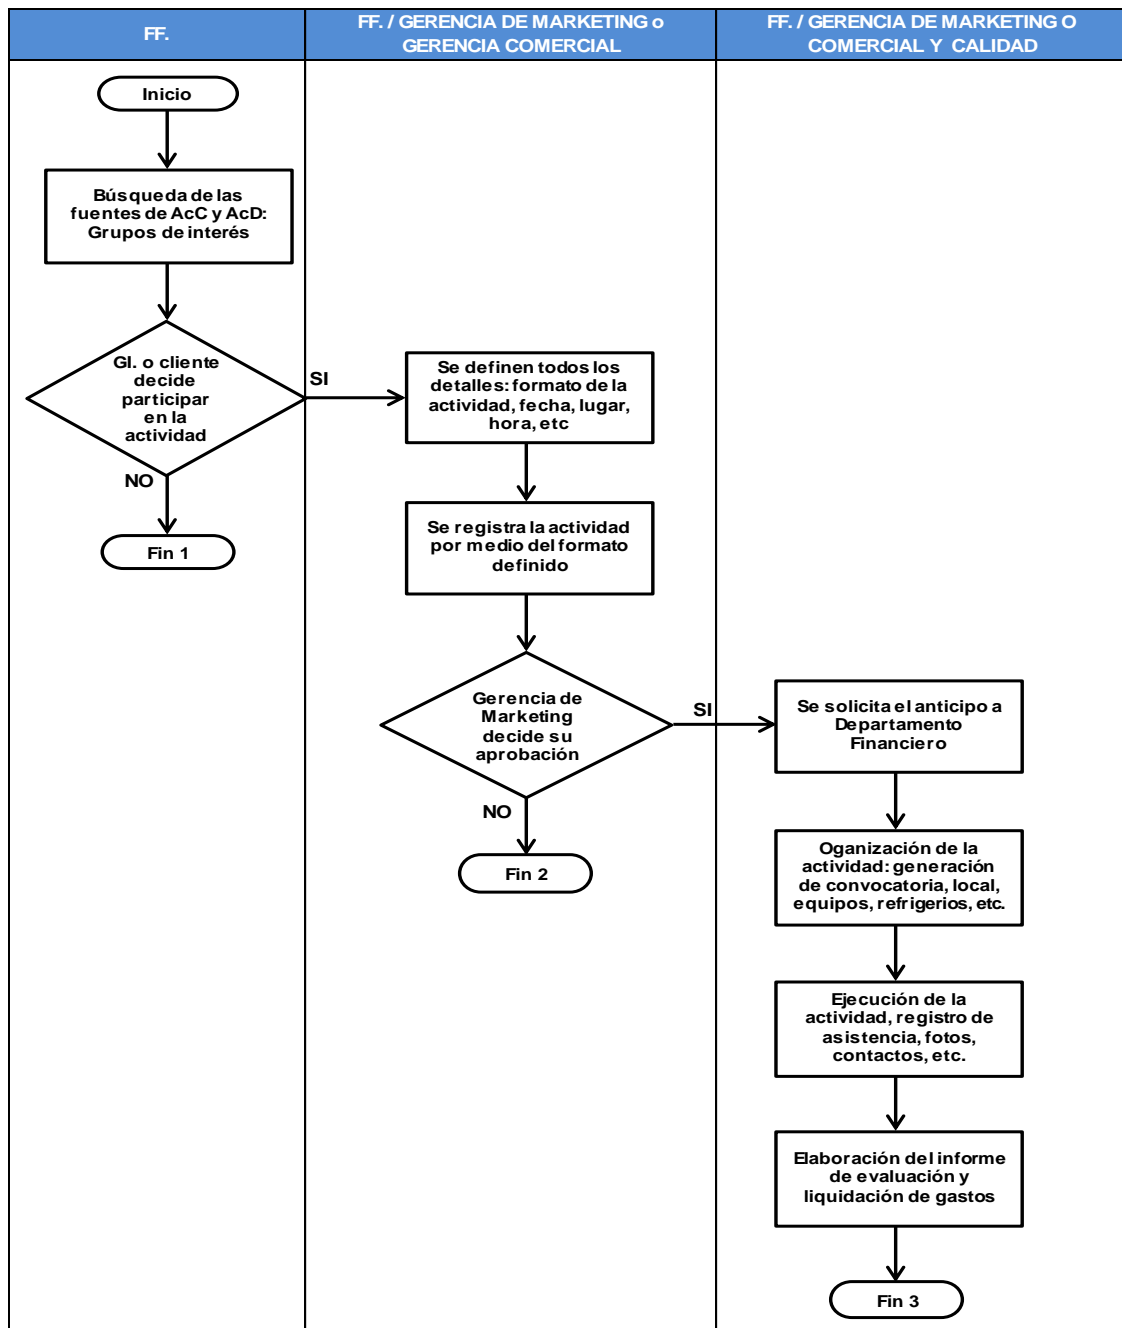 FF.
FF. / GERENCIA DE MARKETING o
GERENCIA COMERCIAL
FF. / GERENCIA DE MARKETING O
COMERCIAL Y CALIDAD
Inicio
Búsqueda de las
fuentes de AcC y AcD:
Grupos de interés
GI. o cliente
decide
participar
en la
actividad
SI
NO
Fin 1
Se definen todos los
detalles: formato de la
actividad, fecha, lugar,
hora, etc
Se registra la actividad
por medio del formato
definido
Gerencia de
Marketing
decide su
aprobación
SI
NO
Fin 2
Se solicita el anticipo a
Departamento
Financiero
Oganización de la
actividad: generación
de convocatoria, local,
equipos, refrigerios, etc.
Ejecución de la
actividad, registro de
asistencia, fotos,
contactos, etc.
Elaboración del informe
de evaluación y
liquidación de gastos
Fin 3